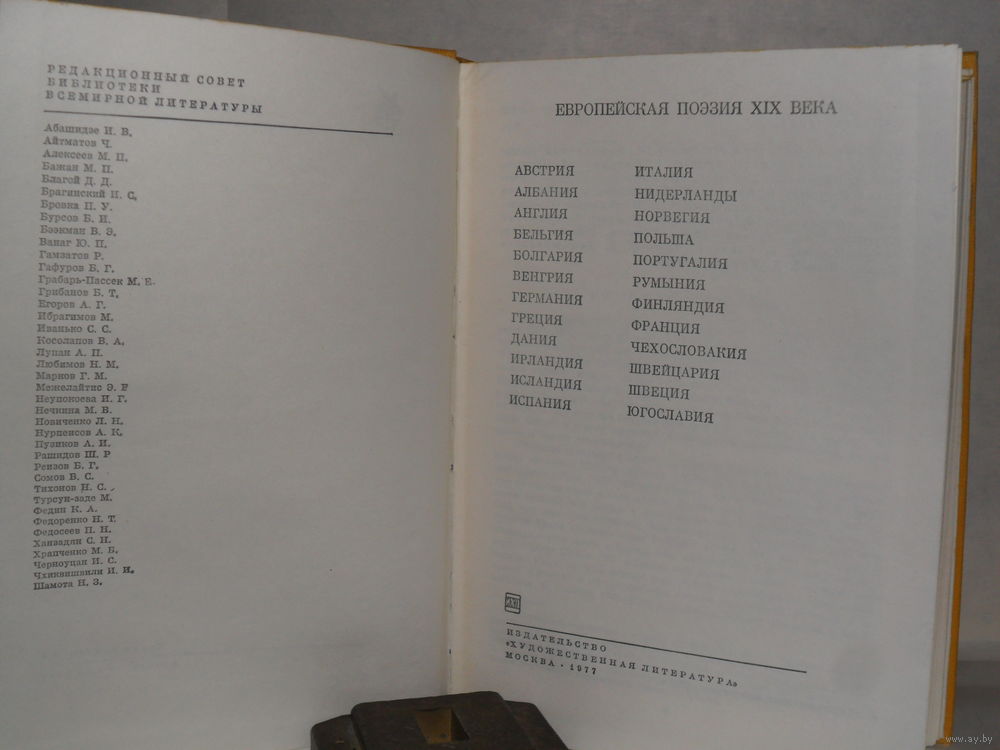 РЕДАКЦИОННЫЙ СОВЕТ
БИБЛИОТЕКИ
ВСЕМИРНОЙ ЛИТЕРАТУРЫ
Абашидзе И. В.
Айтматов Ч.
Алексеев М. П.
Бажан М. П.
Благой Д. Д.
Брагинский И. С.
Бровка П. У.
Бурсов Б. И.
Бээкман В. Э.
Ванаг Ю. П.
Гамзатов Р.
Гафуров Б. Г.
Грабарь-Пассек М. Е.
Грибанов Б. Т.
Егоров А. Г.
Ибрагимов М.
Иванько С. С.
Косолапов В. А.
Лупан А. П.
Любимов Н. М.
Марков Г. М.
Межелайтис Э. Б
Неупокоева И. Г.
Нечкина М. В.
Новиченко Л. Н.
Нурпеисов А. К.
Пузиков А. И.
Рашидов Ш. Р
Реизов Б. Г.
Сомов В. С.
Тихонов Н. С.
Турсун-заде М.
Федин К. А.
Федоренко Н. Т.
Федосеев П. Н.
Ханзадян С. Н.
Храпченко М. Б.
Черноуцан И. С.
Чхиквишвили И. И.
Шамота Н. З.
ЕВРОПЕЙСКАЯ ПОЭЗИЯ XIX ВЕКА
АВСТРИЯ
АЛБАНИЯ
АНГЛИЯ
БЕЛЬГИЯ
БОЛГАРИЯ
ВЕНГРИЯ
ГЕРМАНИЯ
ГРЕЦИЯ
ДАНИЯ
ИРЛАНДИЯ
ИСЛАНДИЯ
ИСПАНИЯ
ИТАЛИЯ
НИДЕРЛАНДЫ
НОРВЕГИЯ
ПОЛЬША
ПОРТУГАЛИЯ
РУМЫНИЯ
ФИНЛЯНДИЯ
ФРАНЦИЯ
ЧЕХОСЛОВАКИЯ
ШВЕЙЦАРИЯ
ШВЕЦИЯ
ЮГОСЛАВИЯ
ИЗДАТЕЛЬСТВО
«ХУДОЖЕСТВЕННАЯ ЛИТЕРАТУРА»
МОСКВА · 1977
www.ay.by